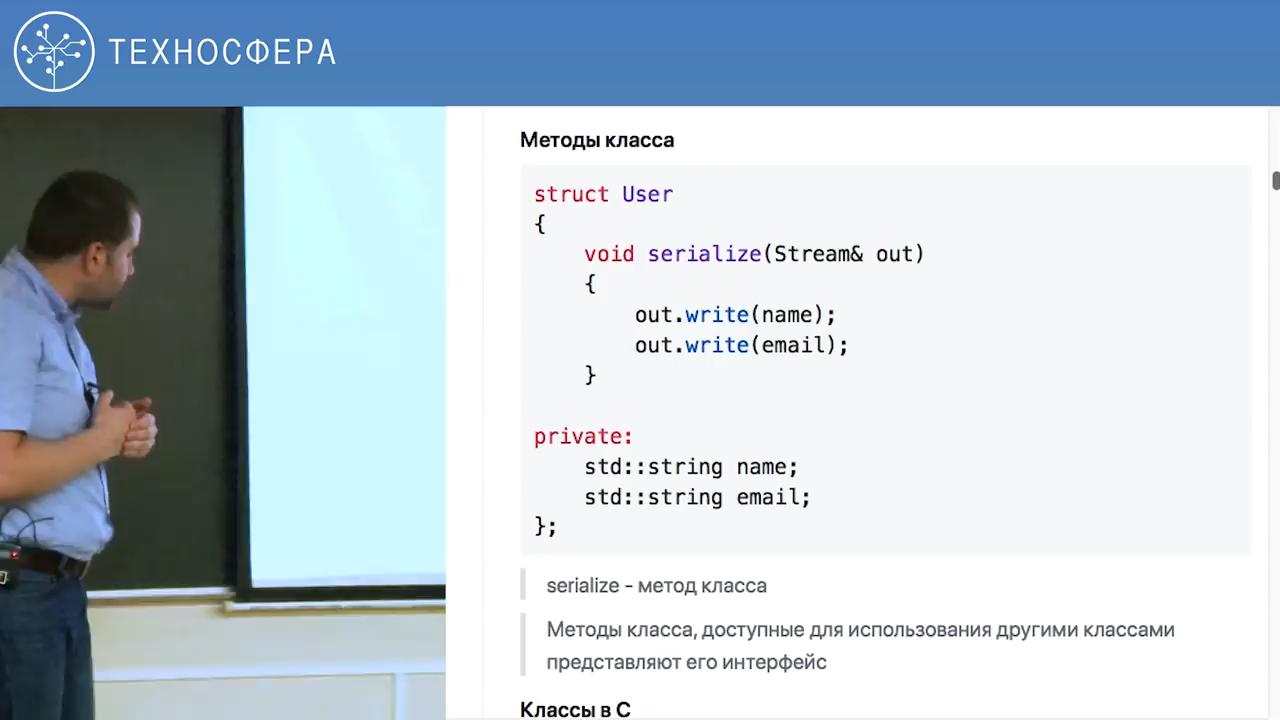 ТЕХНОСФЕРА
Методы класса
struct User
{
    void serialize(Stream& out)
    {
        out.write(name);
        out.write(email);
    }
private:
    std::string name;
    std::string email;
};
serialize - метод класса
Методы класса, доступные для использования другими классами
представляют его интерфейс
Классы в C